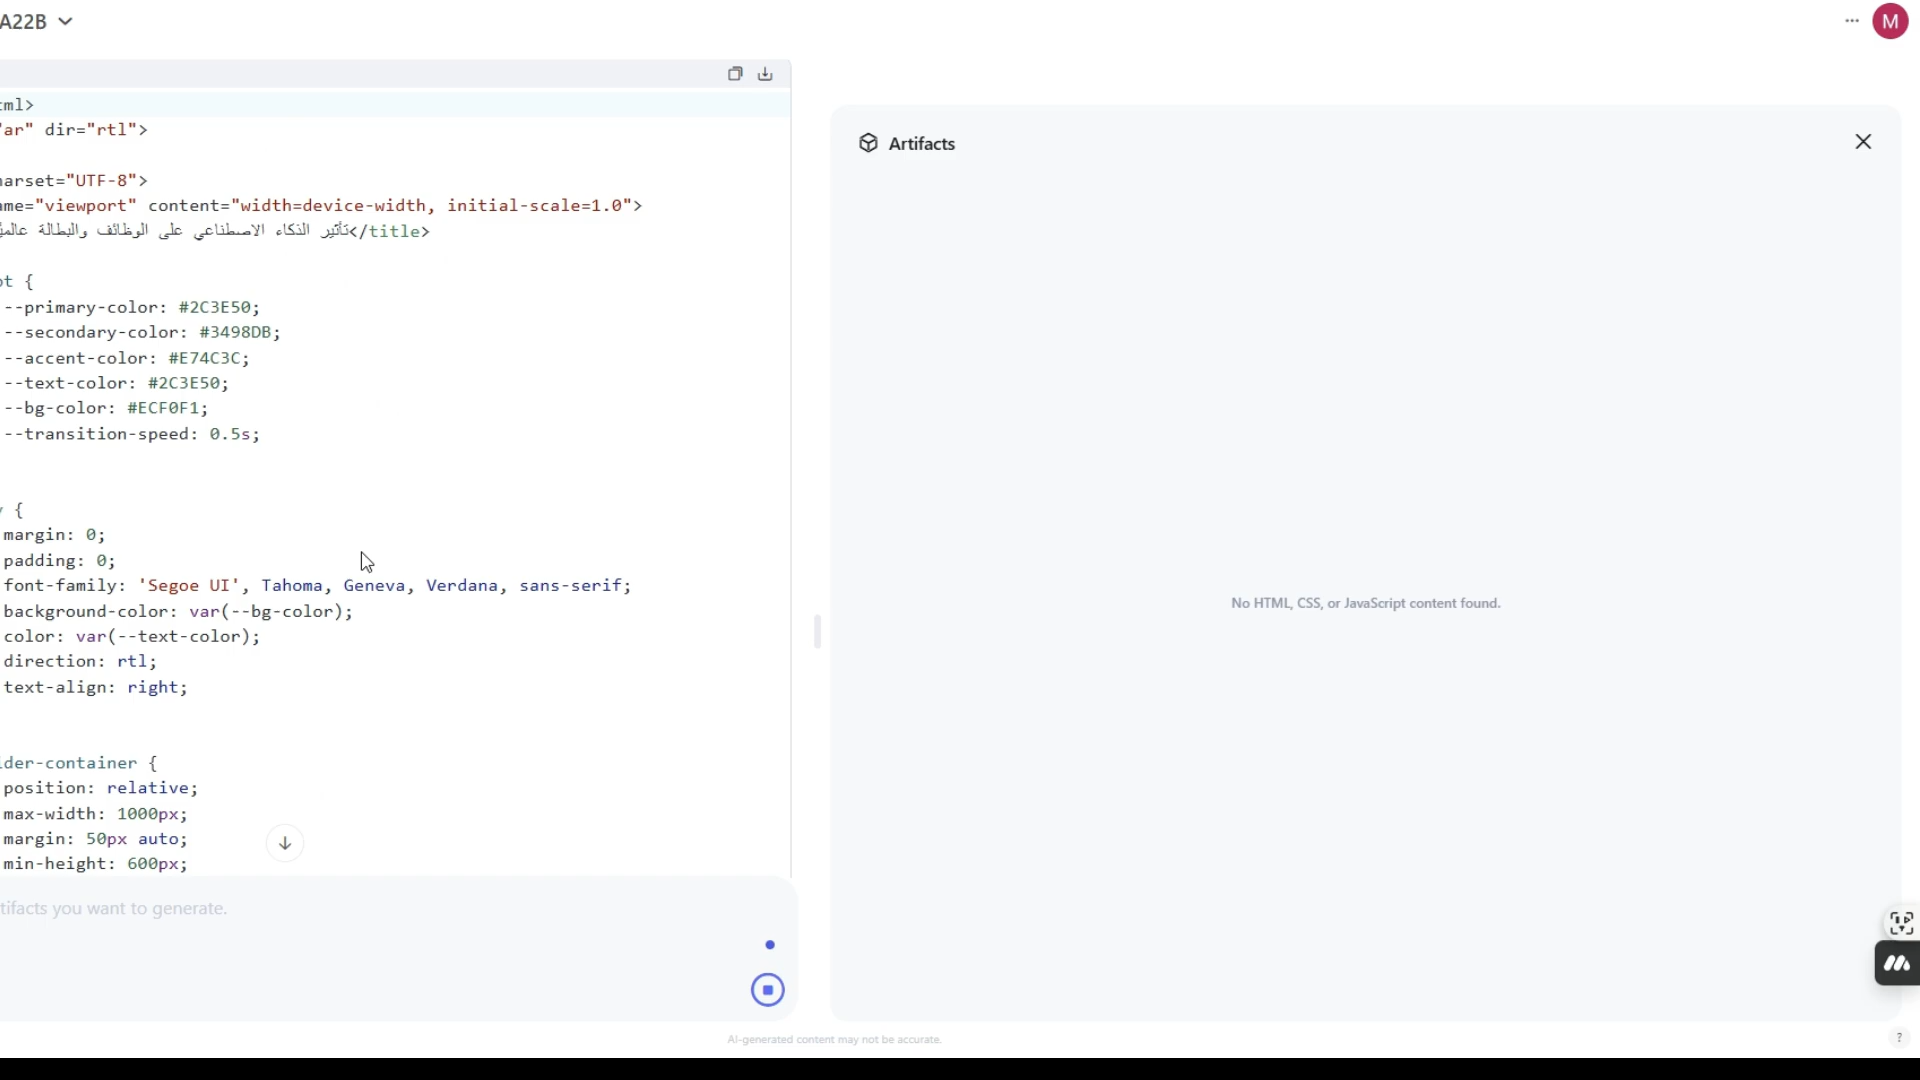 A22B
M
tml>
"ar" dir="rtl">
harset="UTF-8">
ame="viewport" content="width=device-width, initial-scale=1.0">
تأثير الذكاء الاصطناعي على الوظائف والبطالة</title>
ot {
--primary-color: #2C3E50;
--secondary-color: #3498DB;
--accent-color: #E74C3C;
--text-color: #2C3E50;
--bg-color: #ECF0F1;
--transition-speed: 0.5s;
y {
margin: 0;
padding: 0;
font-family: 'Segoe UI', Tahoma, Geneva, Verdana, sans-serif;
background-color: var(--bg-color);
color: var(--text-color);
direction: rtl;
text-align: right;
ider-container {
position: relative;
max-width: 1000px;
margin: 50px auto;
min-height: 600px;
tifacts you want to generate.
Artifacts
No HTML, CSS, or JavaScript content found.
AI-generated content may not be accurate.
?